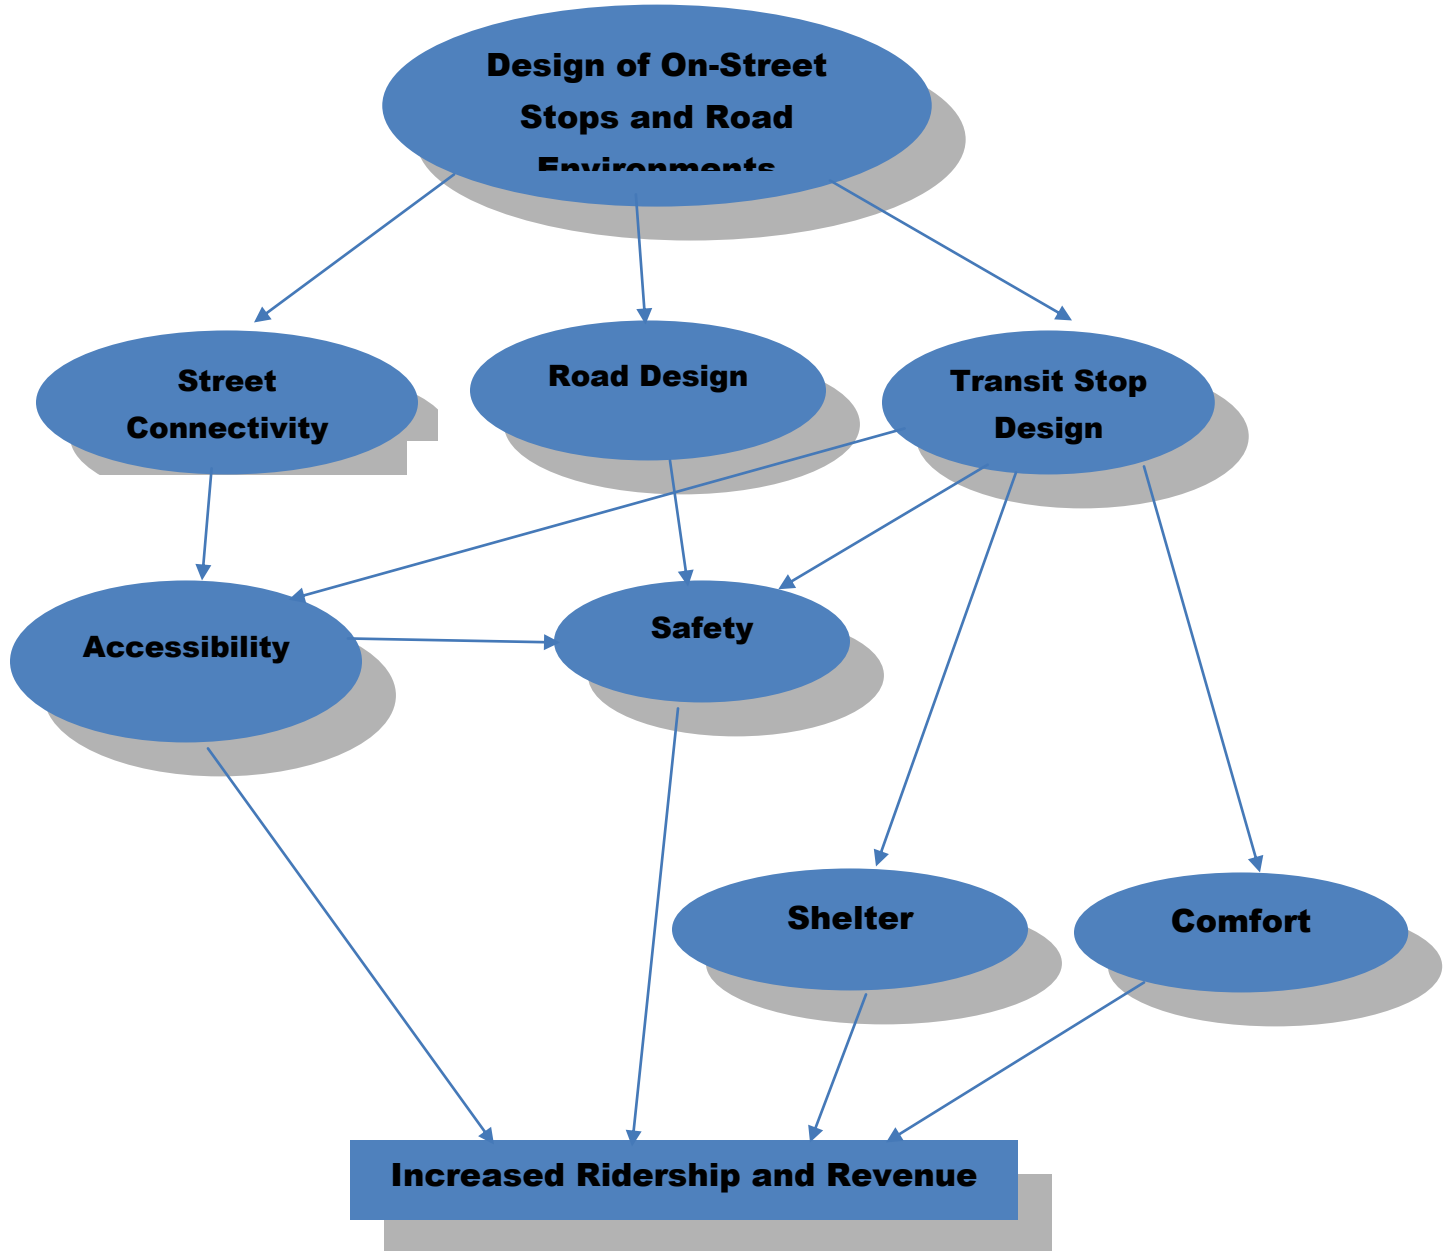 Design of On-Street
Stops and Road
Environments
Street
Connectivity
Road Design
Transit Stop
Design
Accessibility
Safety
Shelter
Comfort
Increased Ridership and Revenue